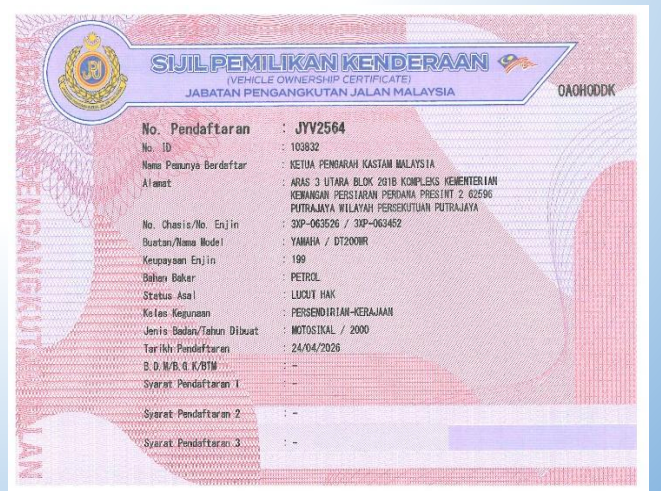 SIJIL PEMILIKAN KENDERAAN
(VEHICLE OWNERSHIP CERTIFICATE)
JABATAN PENGANGKUTAN JALAN MALAYSIA
OAOHODDK
No. Pendaftaran : JYV2564
No. ID : 103832
Nama Pemunya Berdaftar : KETUA PENGARAH KASTAM MALAYSIA
Alamat : ARAS 3 UTARA BLOK 2G1B KOMPLEKS KEMENTERIAN
KEWANGAN PERSIARAN PERDANA PRESINT 2 62596
PUTRAJAYA WILAYAH PERSEKUTUAN PUTRAJAYA
No. Chasis/No. Enjin : 3XP-063526 / 3XP-063452
Buatan/Nama Model : YAMAHA / DT200WR
Keupayaan Enjin : 199
Bahan Bakar : PETROL
Status Asal : LUCUT HAK
Kelas Kegunaan : PERSENDIRIAN-KERAJAAN
Jenis Badan/Tahun Dibuat : MOTOSIKAL / 2000
Tarikh Pendaftaran : 24/04/2026
B.D.M/B.G.K/BTM : -
Syarat Pendaftaran 1 : -
Syarat Pendaftaran 2 : -
Syarat Pendaftaran 3 : -